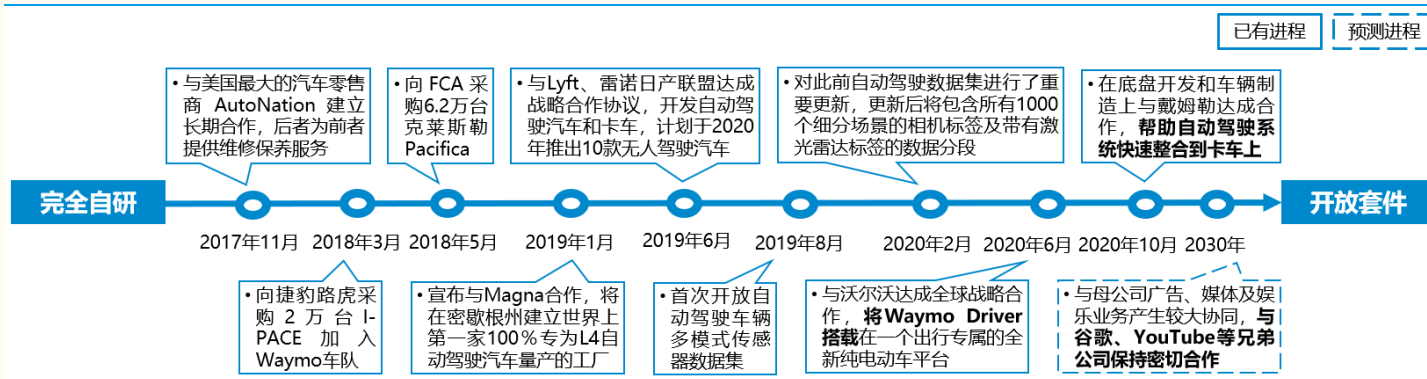 已有进程
预测进程
• 与美国最大的汽车零售
商 AutoNation 建立
长期合作，后者为前者
提供维修保养服务
• 向 FCA 采
购6.2万台
克莱斯勒
Pacifica
• 与Lyft、雷诺日产联盟达成
战略合作协议，开发自动驾
驶汽车和卡车，计划于2020
年推出10款无人驾驶汽车
• 对此前自动驾驶数据集进行了重
要更新，更新后将包含所有1000
个细分场景的相机标签及带有激
光雷达标签的数据分段
• 在底盘开发和车辆制
造上与戴姆勒达成合
作，帮助自动驾驶系
统快速整合到卡车上
完全自研
开放套件
2017年11月
2018年3月
2018年5月
2019年1月
2019年6月
2019年8月
2020年2月
2020年6月
2020年10月
2030年
• 向捷豹路虎采
购 2 万台 I-
PACE 加入
Waymo车队
• 宣布与Magna合作，将
在密歇根州建立世界上
第一家100%专为L4自
动驾驶汽车量产的工厂
• 首次开放自
动驾驶车辆
多模式传感
器数据集
• 与沃尔沃达成全球战略合
作，将Waymo Driver
搭载在一个出行专属的全
新纯电动车平台
• 与母公司广告、媒体及娱
乐业务产生较大协同，与
谷歌、YouTube等兄弟
公司保持密切合作